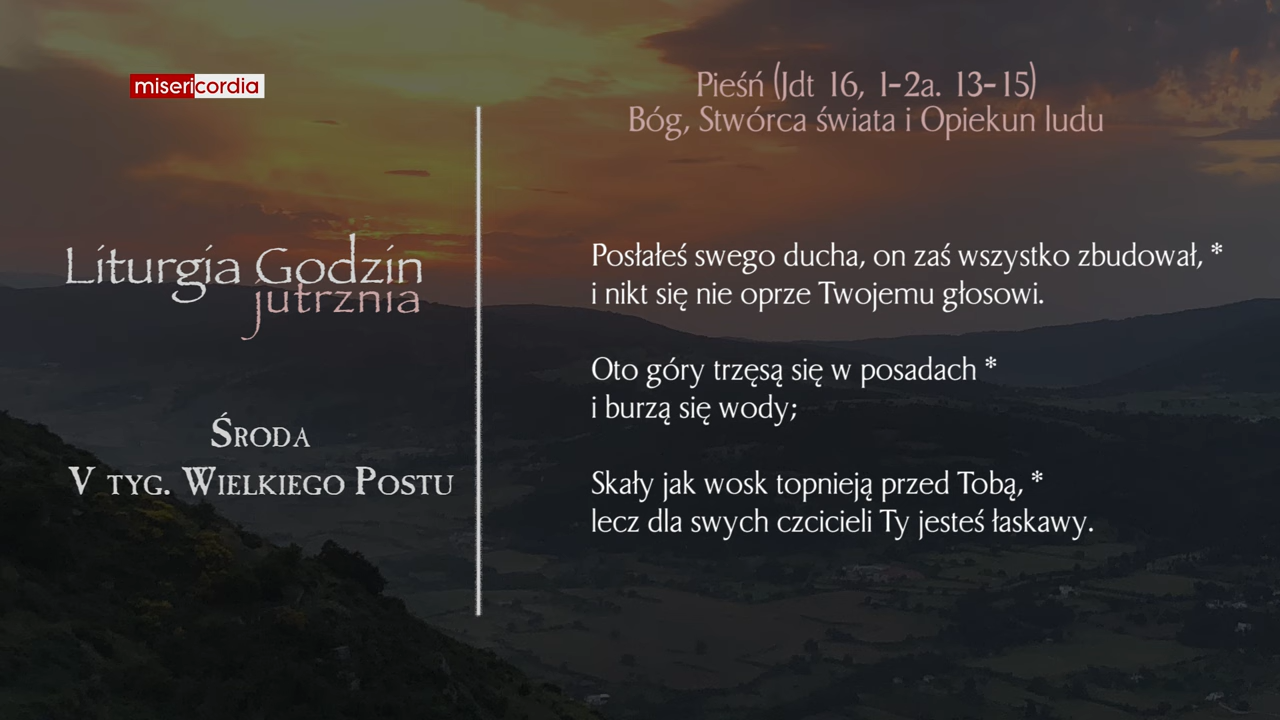 misericordia
Liturgia Godzin
jutrznia
Środa
V tyg. Wielkiego Postu
Pieśń (Jdt 16, 1-2a. 13-15)
Bóg, Stwórca świata i Opiekun ludu
Posłałeś swego ducha, on zaś wszystko zbudował, *
i nikt się nie oprze Twojemu głosowi.
Oto góry trzęsą się w posadach *
i burzą się wody;
Skały jak wosk topnieją przed Tobą, *
lecz dla swych czcicieli Ty jesteś łaskawy.